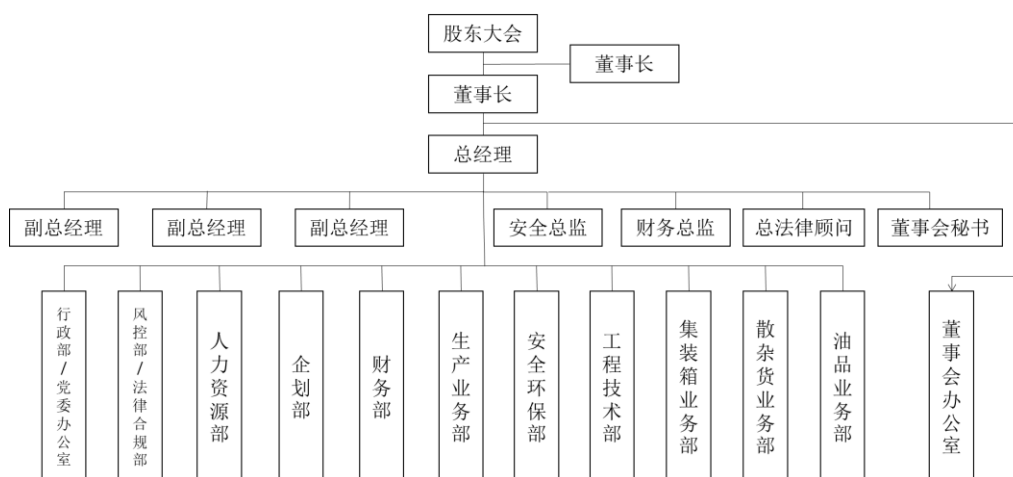 股东大会
董事长
董事长
总经理
副总经理
副总经理
副总经理
安全总监
财务总监
总法律顾问
董事会秘书
行政部/党委办公室
风控部/法律合规部
人力资源部
企划部
财务部
生产业务部
安全环保部
工程技术部
集装箱业务部
散杂货业务部
油品业务部
董事会办公室